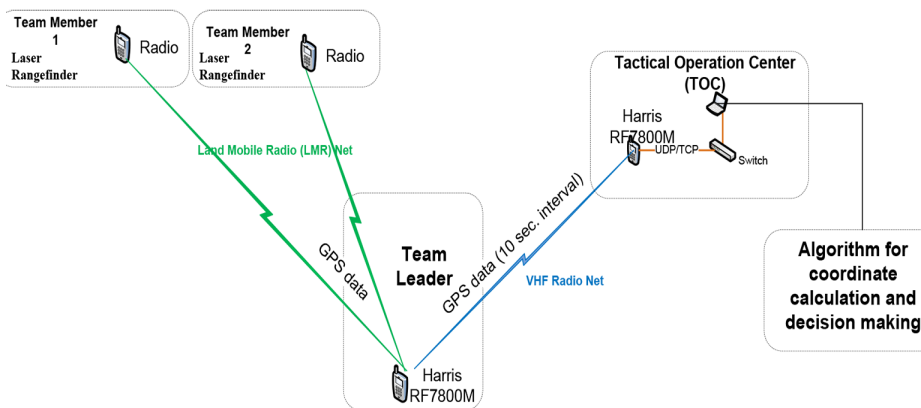 Team Member
1
Laser
Rangefinder
Radio
Team Member
2
Laser
Rangefinder
Radio
Land Mobile Radio (LMR) Net
GPS data
Team
Leader
Harris
RF7800M
GPS data (10 sec. interval)
VHF Radio Net
Tactical Operation Center
(TOC)
Harris
RF7800M
UDP/TCP
Switch
Algorithm for
coordinate
calculation and
decision making